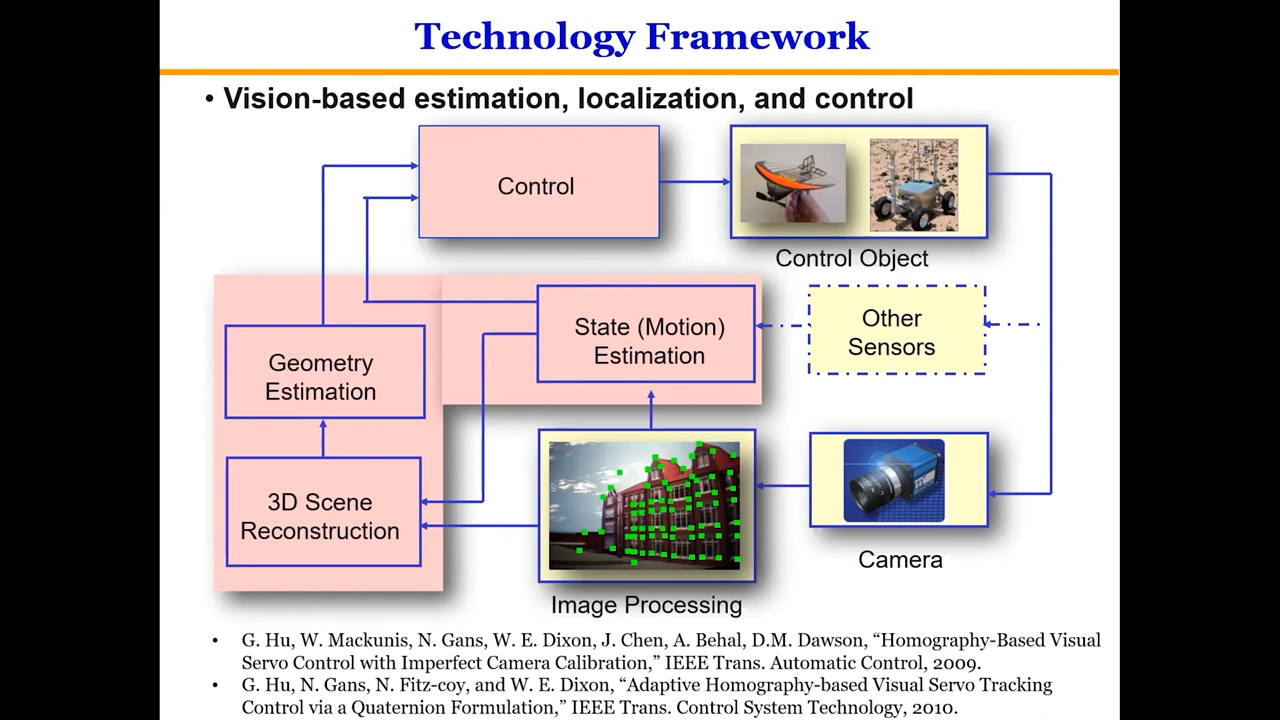 Technology Framework
• Vision-based estimation, localization, and control
Control
Control Object
State (Motion)
Estimation
Other
Sensors
Geometry
Estimation
3D Scene
Reconstruction
Camera
Image Processing
• G. Hu, W. Mackunis, N. Gans, W. E. Dixon, J. Chen, A. Behal, D.M. Dawson, “Homography-Based Visual
Servo Control with Imperfect Camera Calibration,” IEEE Trans. Automatic Control, 2009.
• G. Hu, N. Gans, N. Fitz-coy, and W. E. Dixon, “Adaptive Homography-based Visual Servo Tracking
Control via a Quaternion Formulation,” IEEE Trans. Control System Technology, 2010.